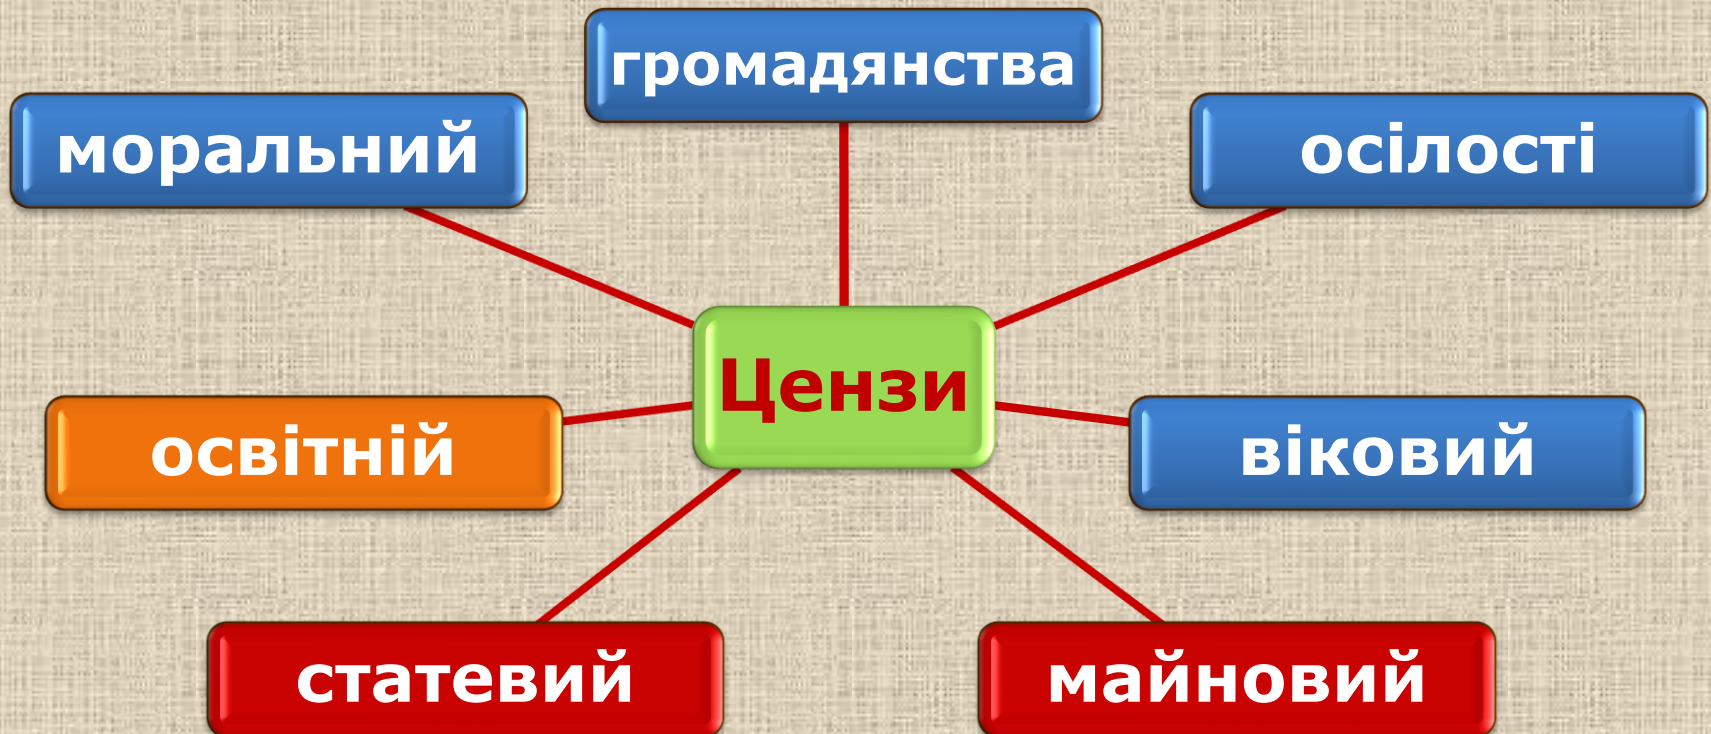 громадянства
моральний
осілості
Цензи
освітній
віковий
статевий
майновий